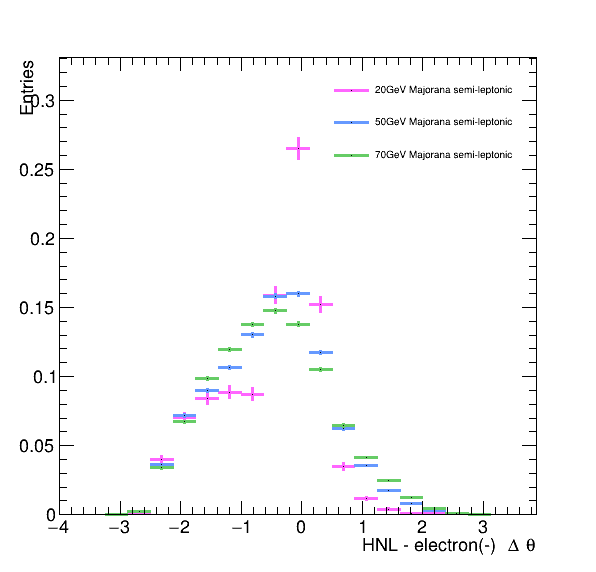 Entries
0.3
0.25
0.2
0.15
0.1
0.05
0
20GeV Majorana semi-leptonic
50GeV Majorana semi-leptonic
70GeV Majorana semi-leptonic
−4 −3 −2 −1 0 1 2 3
HNL - electron(-) Δ θ